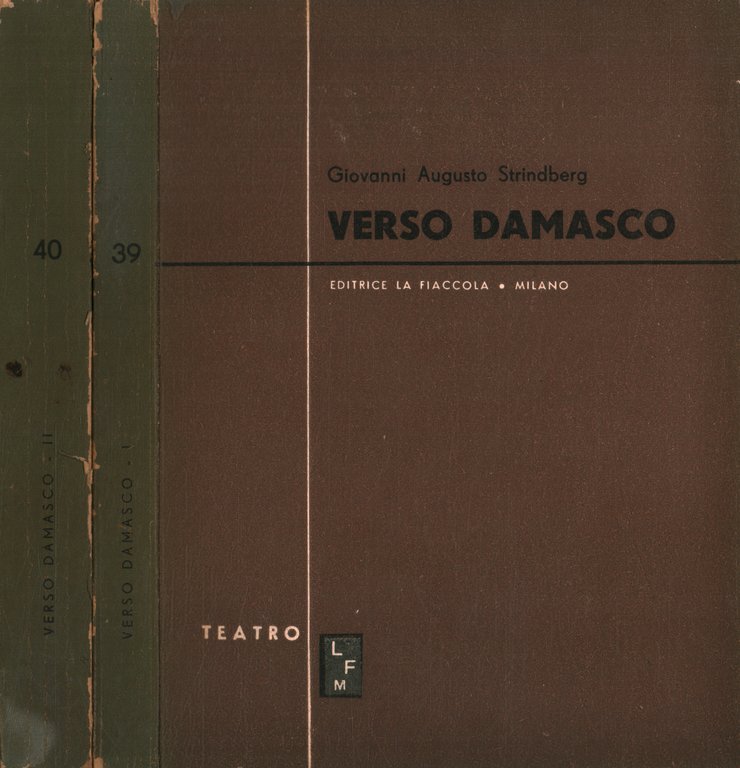 40
VERSO DAMASCO - II
39
VERSO DAMASCO - I
Giovanni Augusto Strindberg
VERSO DAMASCO
EDITRICE LA FIACCOLA • MILANO
TEATRO
L
F
M